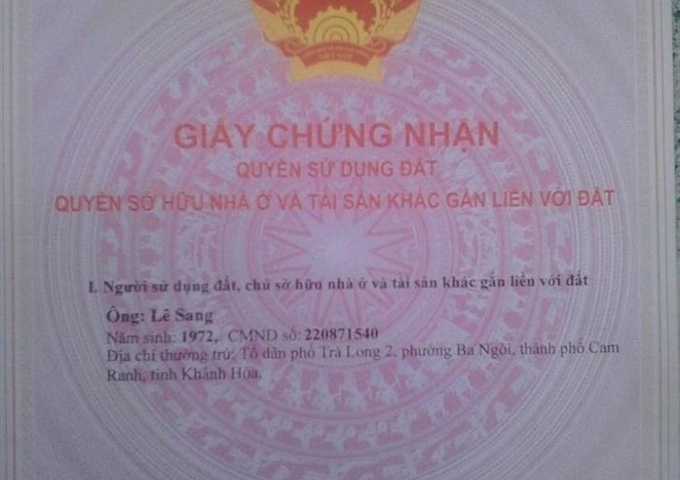 VIỆT NAM
GIẤY CHỨNG NHẬN
QUYỀN SỬ DỤNG ĐẤT
QUYỀN SỞ HỮU NHÀ Ở VÀ TÀI SẢN KHÁC GẮN LIỀN VỚI ĐẤT
I. Người sử dụng đất, chủ sở hữu nhà ở và tài sản khác gắn liền với đất
Ông: Lê Sang
Năm sinh: 1972, CMND số: 220871540
Địa chỉ thường trú: Tổ dân phố Trà Long 2, phường Ba Ngòi, thành phố Cam
Ranh, tỉnh Khánh Hòa.